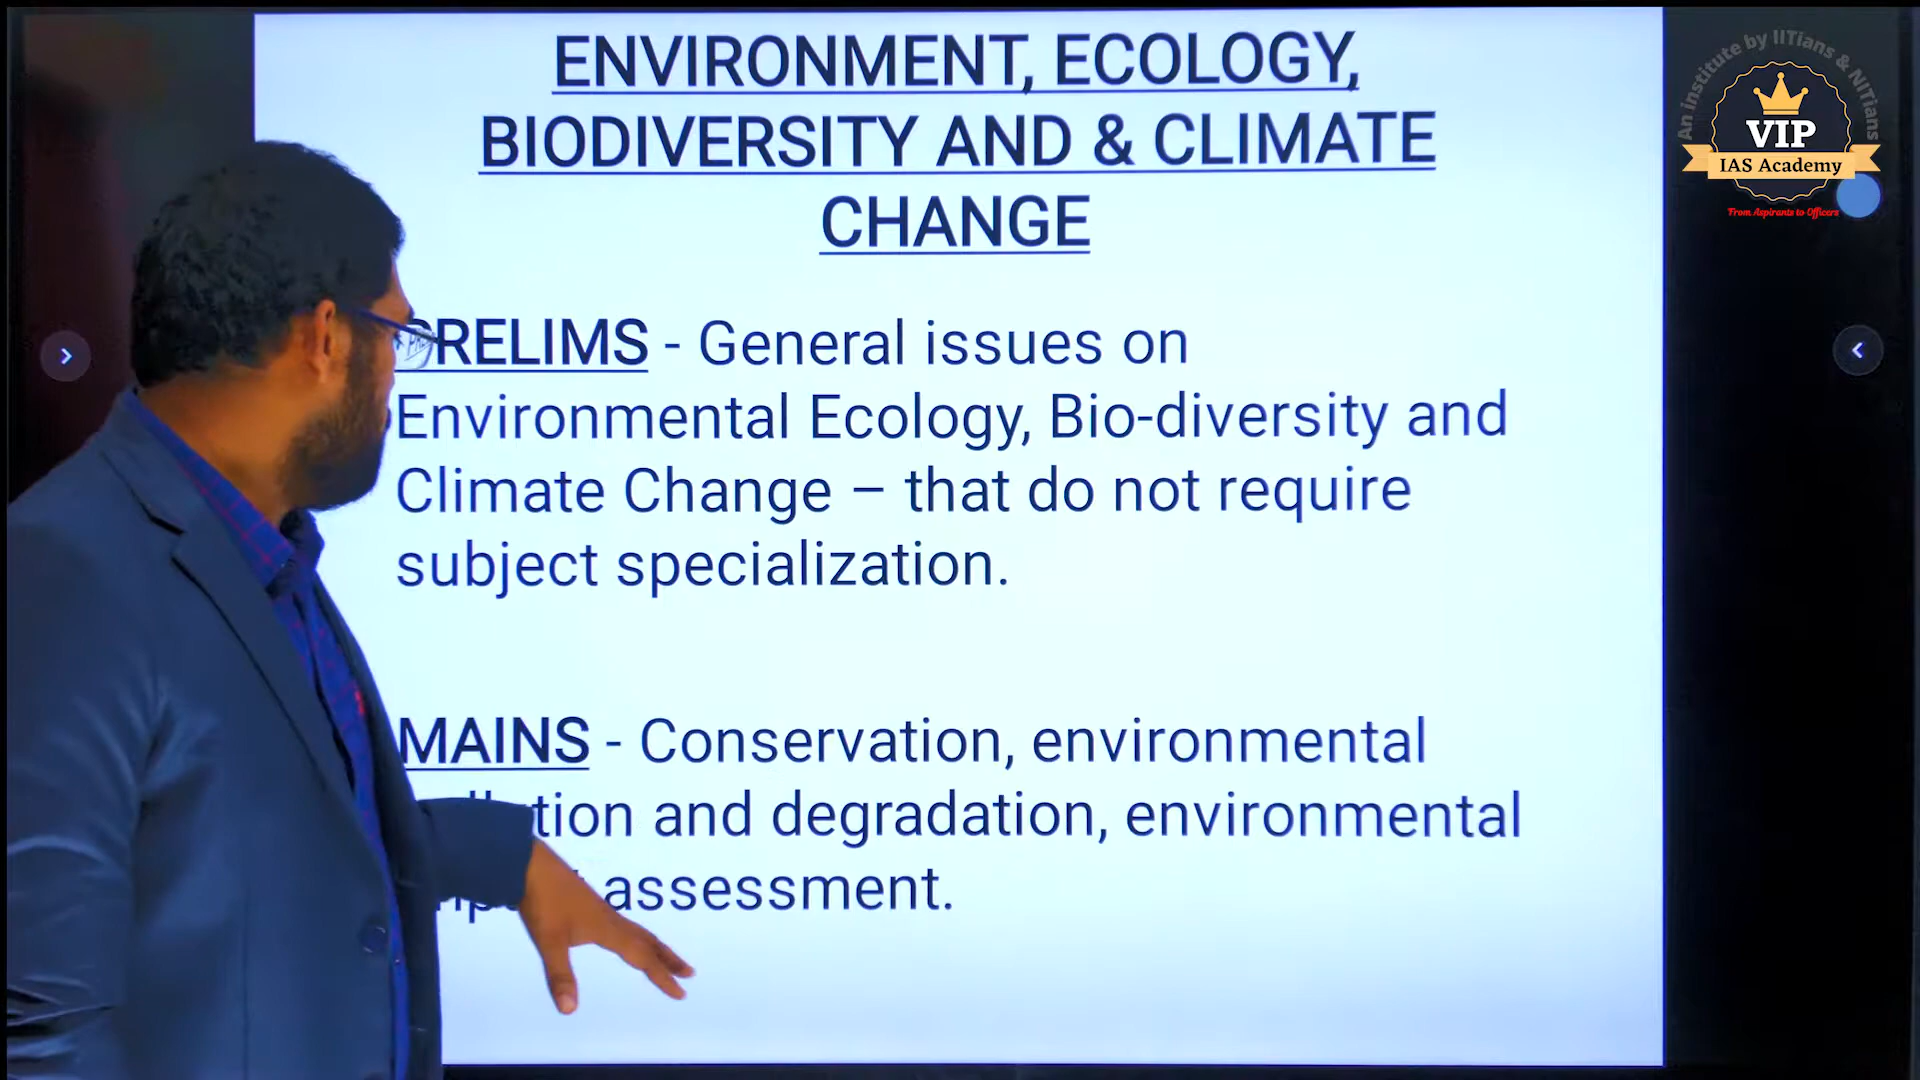 ENVIRONMENT, ECOLOGY,
BIODIVERSITY AND & CLIMATE
CHANGE
PRELIMS - General issues on
Environmental Ecology, Bio-diversity and
Climate Change – that do not require
subject specialization.
MAINS - Conservation, environmental
and degradation, environmental
assessment.
An institute by IITians & NITians
VIP
IAS Academy
From Aspirants to Officers